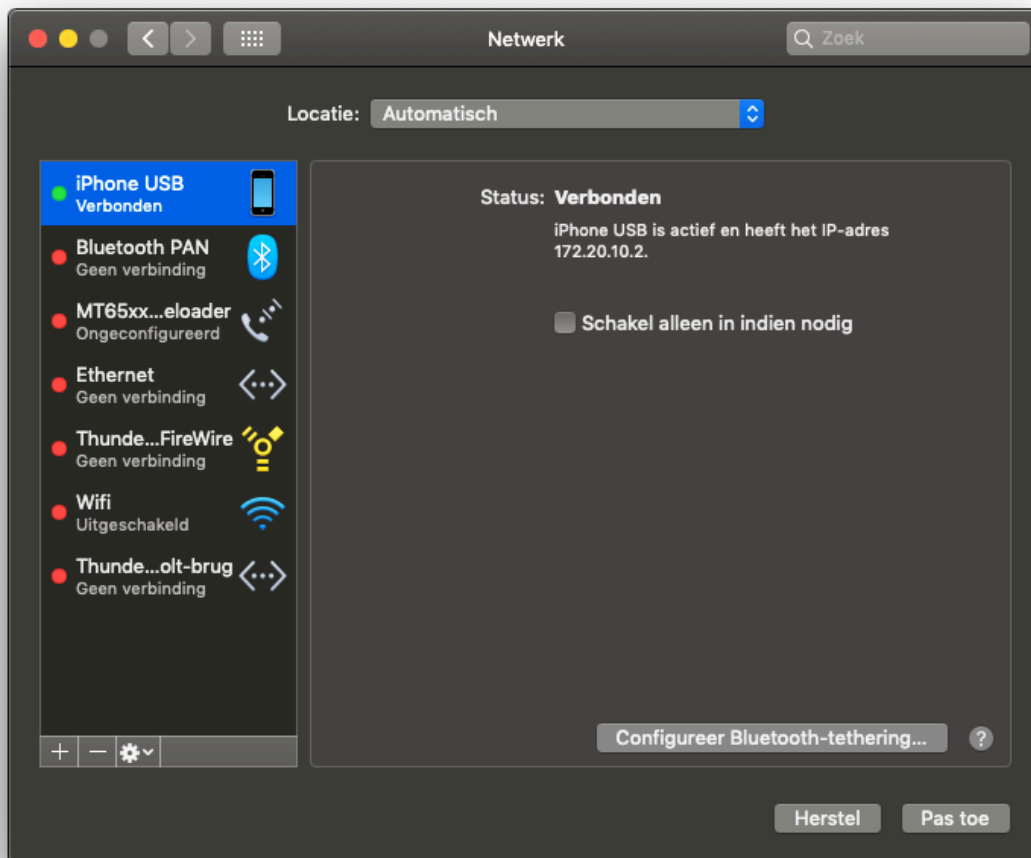 Netwerk
Zoek
Locatie: Automatisch
iPhone USB
Verbonden
Bluetooth PAN
Geen verbinding
MT65xx...eloader
Ongeconfigureerd
Ethernet
Geen verbinding
Thunde...FireWire
Geen verbinding
Wifi
Uitgeschakeld
Thunde...olt-brug
Geen verbinding
Status: Verbonden
iPhone USB is actief en heeft het IP-adres
172.20.10.2.
Schakel alleen in indien nodig
Configureer Bluetooth-tethering...
?
Herstel
Pas toe